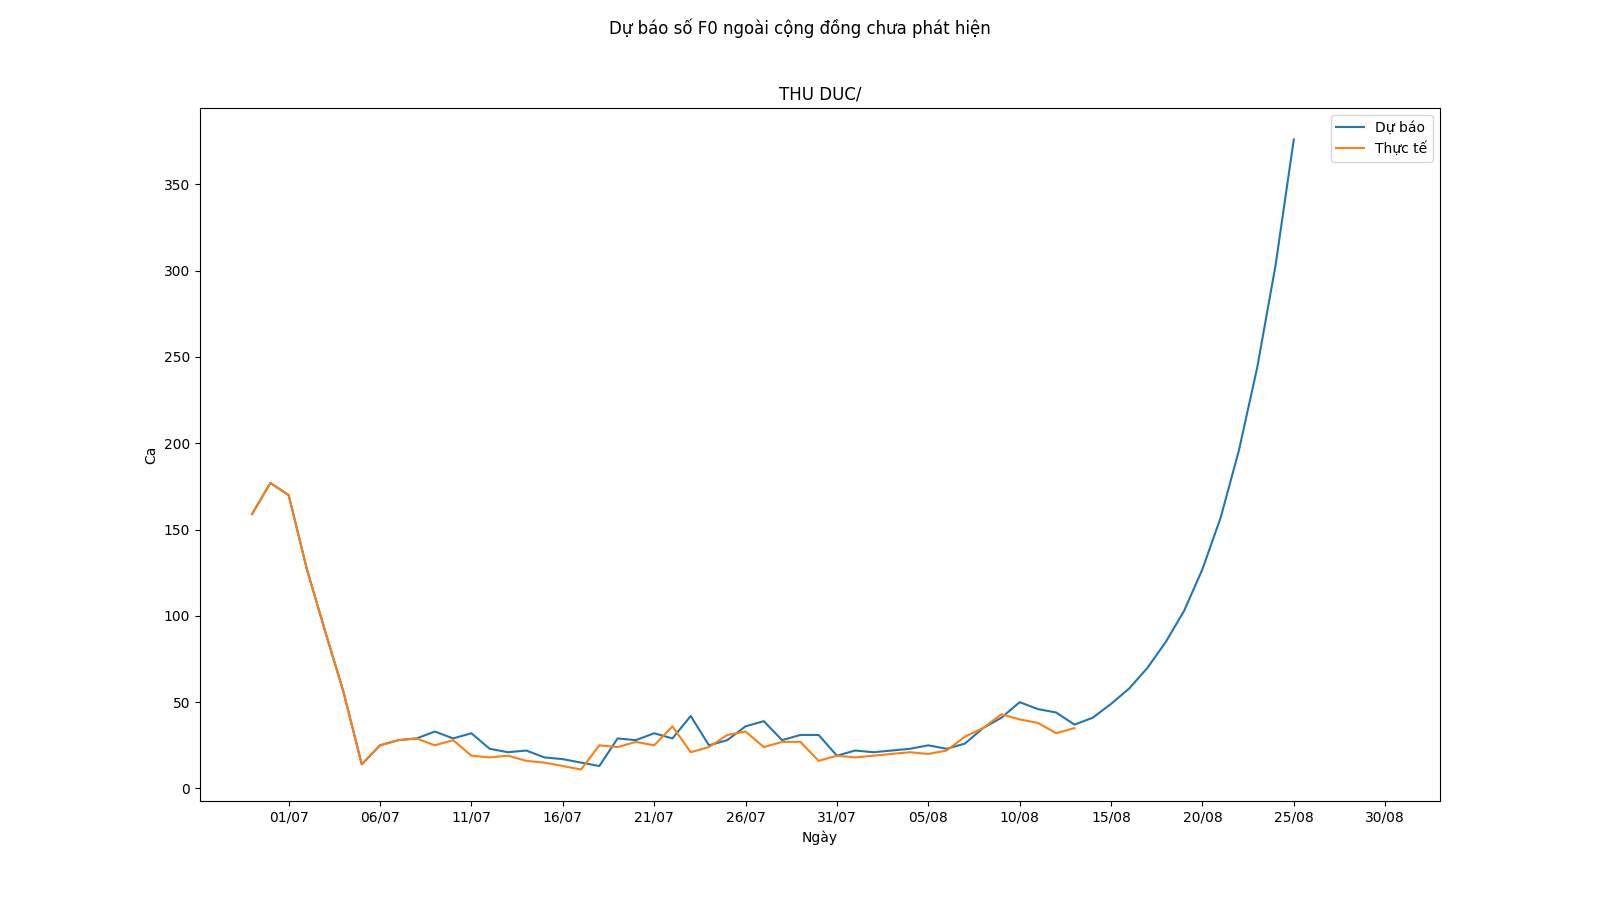 Dự báo số F0 ngoài cộng đồng chưa phát hiện
THU DUC/
Dự báo
Thực tế
350
300
250
200
150
100
50
0
Ca
01/07 06/07 11/07 16/07 21/07 26/07 31/07 05/08 10/08 15/08 20/08 25/08 30/08
Ngày